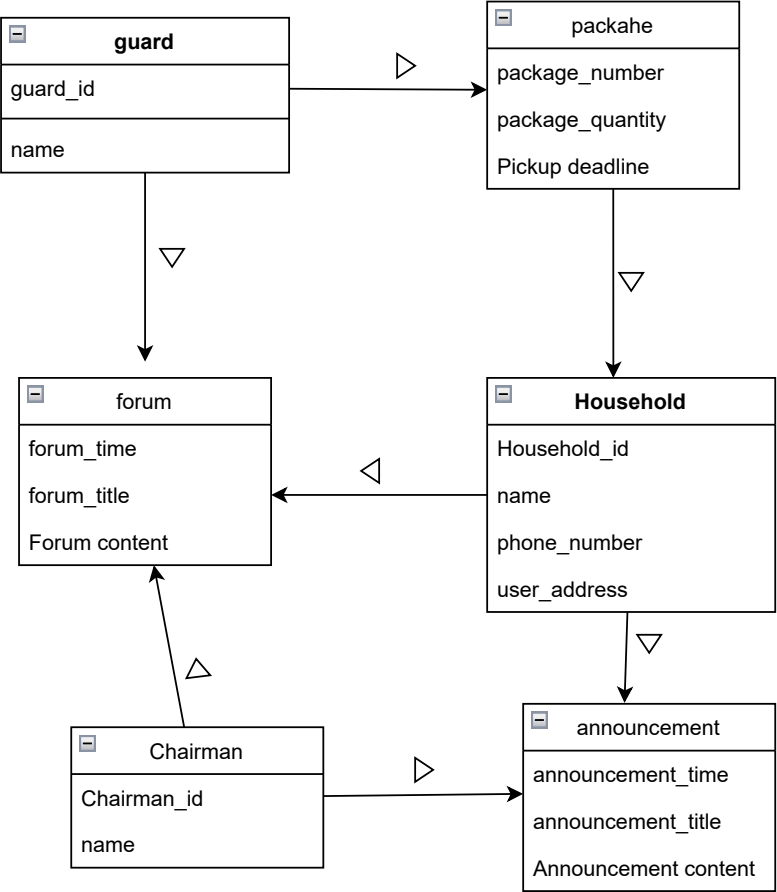 guard
guard_id
name
packahe
package_number
package_quantity
Pickup deadline
forum
forum_time
forum_title
Forum content
Household
Household_id
name
phone_number
user_address
Chairman
Chairman_id
name
announcement
announcement_time
announcement_title
Announcement content